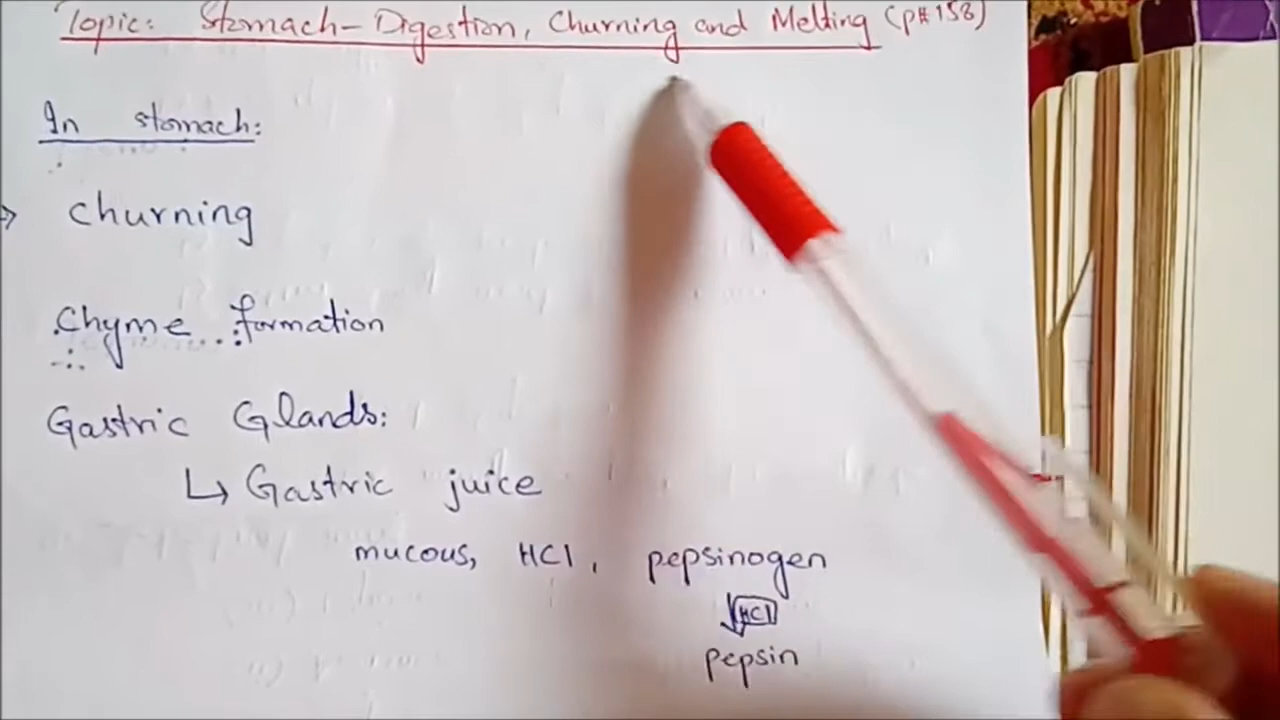 Topic: Stomach-Digestion, Churning and Melting (p#158)
In stomach:
→ Churning
Chyme formation
Gastric Glands:
↳ Gastric juice
mucous, HCl, pepsinogen
↓ HCl
pepsin